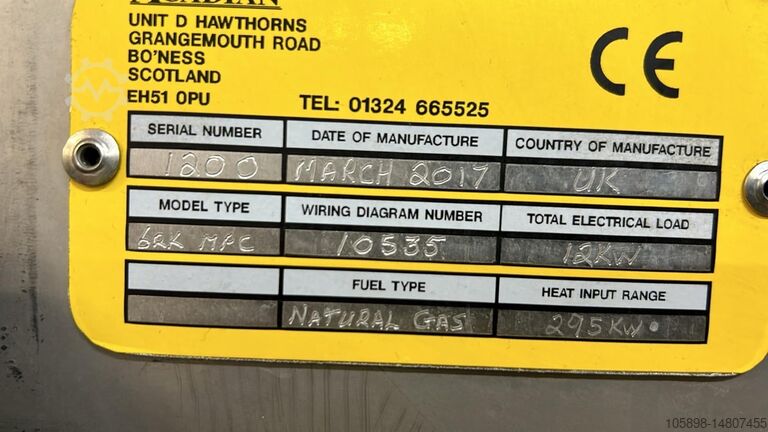 ACADIAN
UNIT D HAWTHORNS
GRANGEMOUTH ROAD
BO'NESS
SCOTLAND
EH51 0PU
TEL: 01324 665525
CE
SERIAL NUMBER DATE OF MANUFACTURE COUNTRY OF MANUFACTURE
1200 MARCH 2017 UK
MODEL TYPE WIRING DIAGRAM NUMBER TOTAL ELECTRICAL LOAD
62K MPC 10535 12KW
FUEL TYPE HEAT INPUT RANGE
NATURAL GAS 295KW
105898-14807455